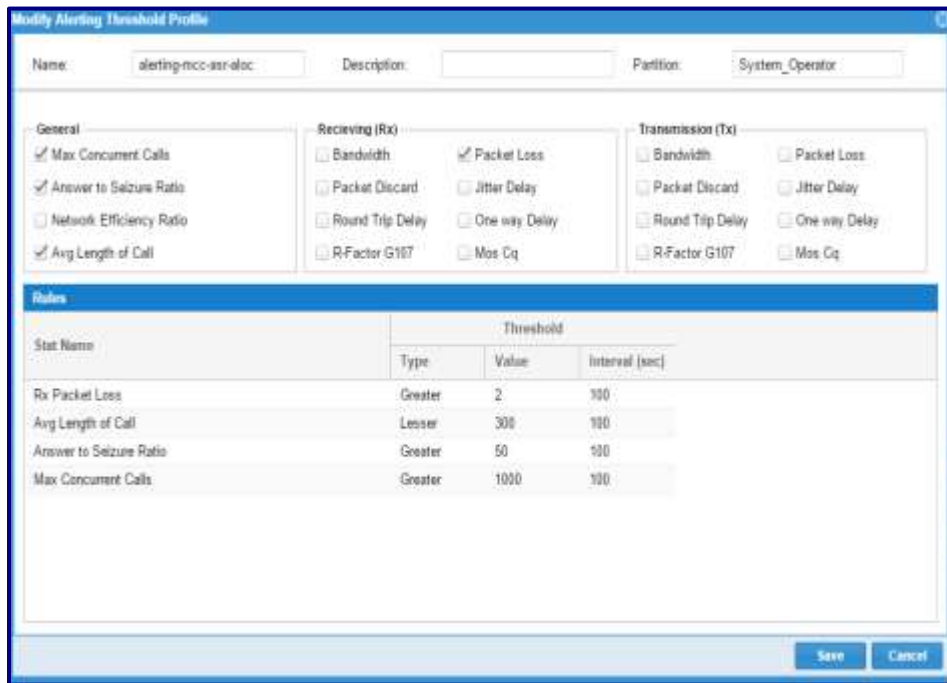 Modify Alerting Threshold Profile
Name: alerting-mcc-asr-aloc Description: Partition: System_Operator
General
Max Concurrent Calls
Answer to Seizure Ratio
Network Efficiency Ratio
Avg Length of Call
Recieving (Rx)
Bandwidth Packet Loss
Packet Discard Jitter Delay
Round Trip Delay One way Delay
R-Factor G107 Mos Cq
Transmission (Tx)
Bandwidth Packet Loss
Packet Discard Jitter Delay
Round Trip Delay One way Delay
R-Factor G107 Mos Cq
Rules
Stat Name Threshold
Type Value Interval (sec)
Rx Packet Loss Greater 2 100
Avg Length of Call Lesser 300 100
Answer to Seizure Ratio Greater 50 100
Max Concurrent Calls Greater 1000 100
Save Cancel